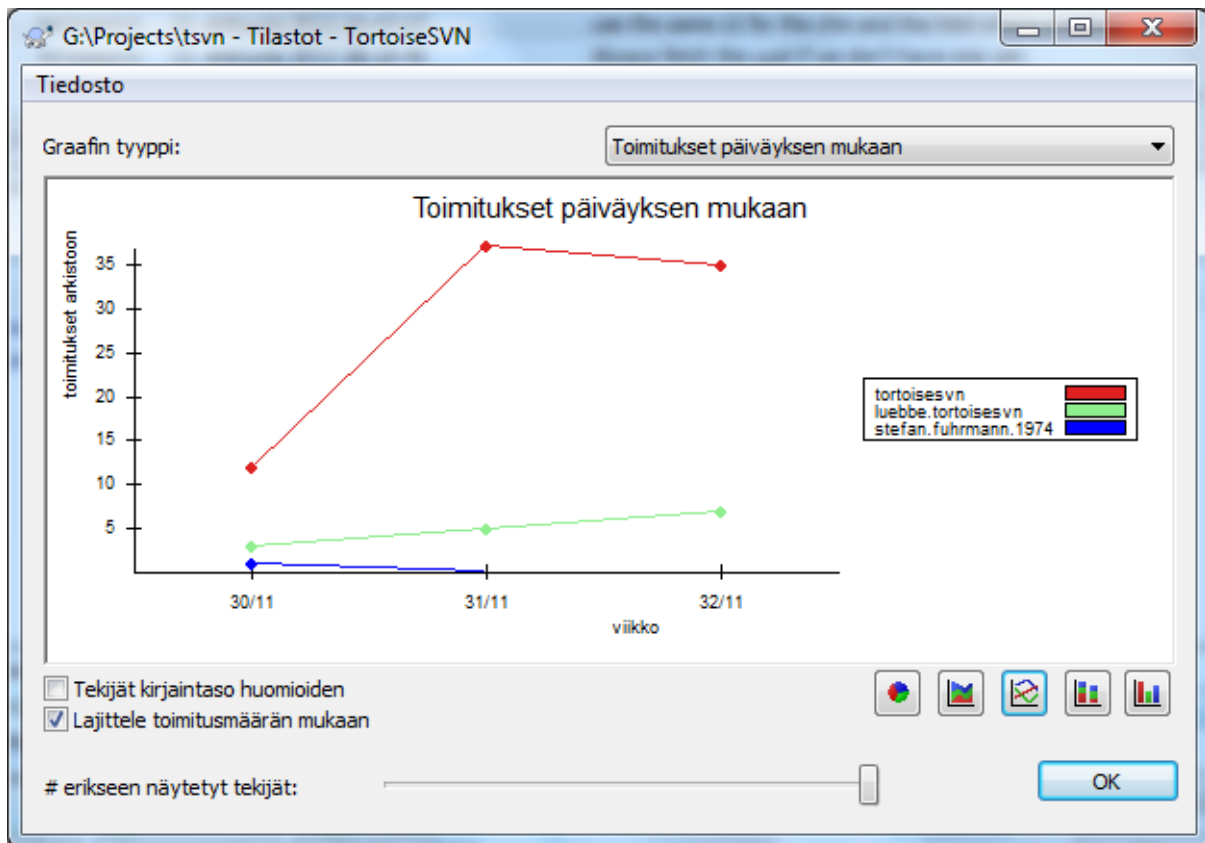 G:\Projects\tsvn - Tilastot - TortoiseSVN
Tiedosto
Graafin tyyppi:
Toimitukset päiväyksen mukaan
Toimitukset päiväyksen mukaan
toimitukset arkistoon
35
30
25
20
15
10
5
30/11
31/11
32/11
viikko
tortoisesvn
luebbe.tortoisesvn
stefan.fuhrmann.1974
Tekijät kirjaintaso huomioiden
Lajittele toimitusmäärän mukaan
# erikseen näytetyt tekijät:
OK